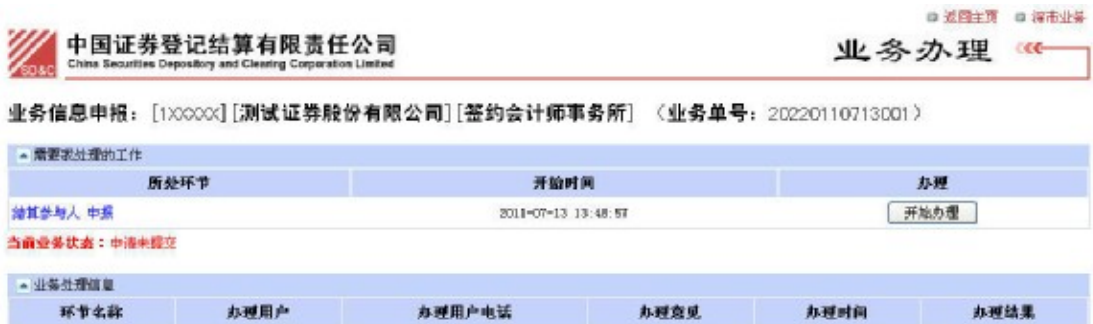 返回主页 深市业务
中国证券登记结算有限责任公司
China Securities Depository and Clearing Corporation Limited
SD&C
业务办理
业务信息申报：[1XXXXX][测试证券股份有限公司][签约会计师事务所] （业务单号：20220110713001）
需要我处理的工作
所处环节 开始时间 办理
结算参与人 申报 2011-07-13 13:48:57 开始办理
当前业务状态：申请未提交
业务处理信息
环节名称 办理用户 办理用户电话 办理意见 办理时间 办理结果